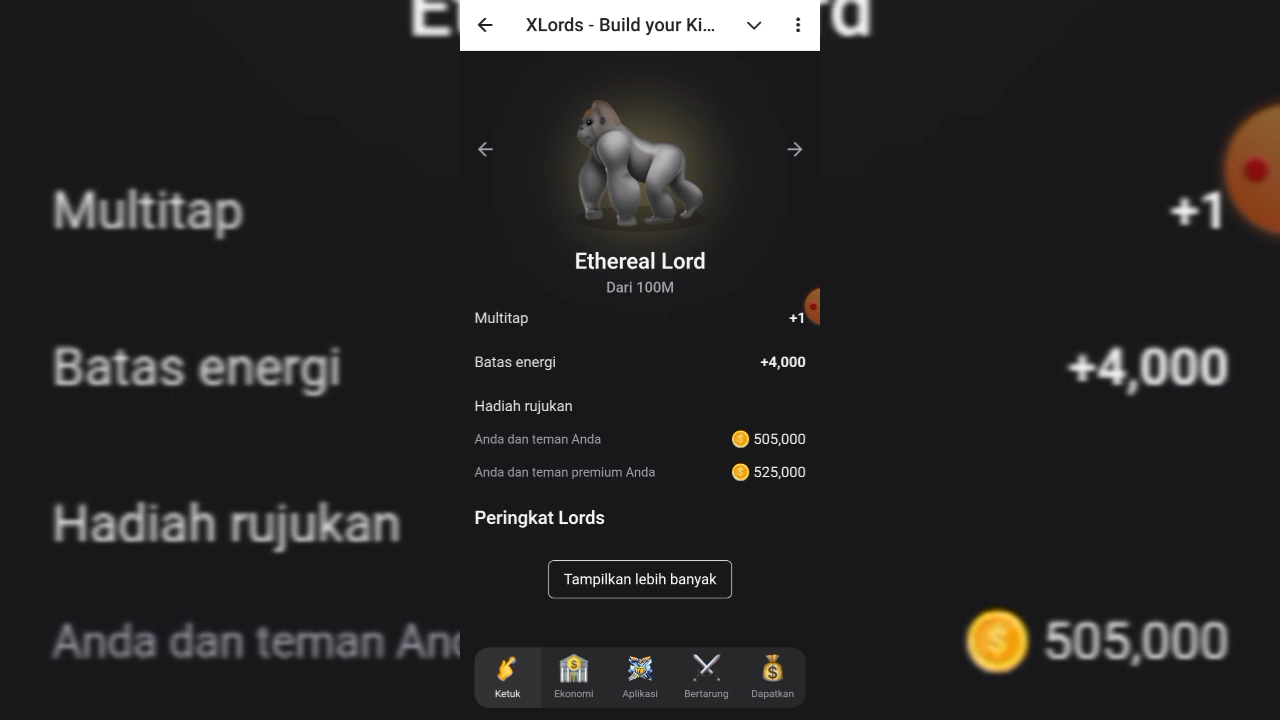 XLords - Build your Ki...
Ethereal Lord
Dari 100M
Multitap +1
Batas energi +4,000
Hadiah rujukan
Anda dan teman Anda 505,000
Anda dan teman premium Anda 525,000
Peringkat Lords
Tampilkan lebih banyak
Ketuk Ekonomi Aplikasi Bertarung Dapatkan
Multitap +1
Batas energi +4,000
Hadiah rujukan
Anda dan teman 505,000